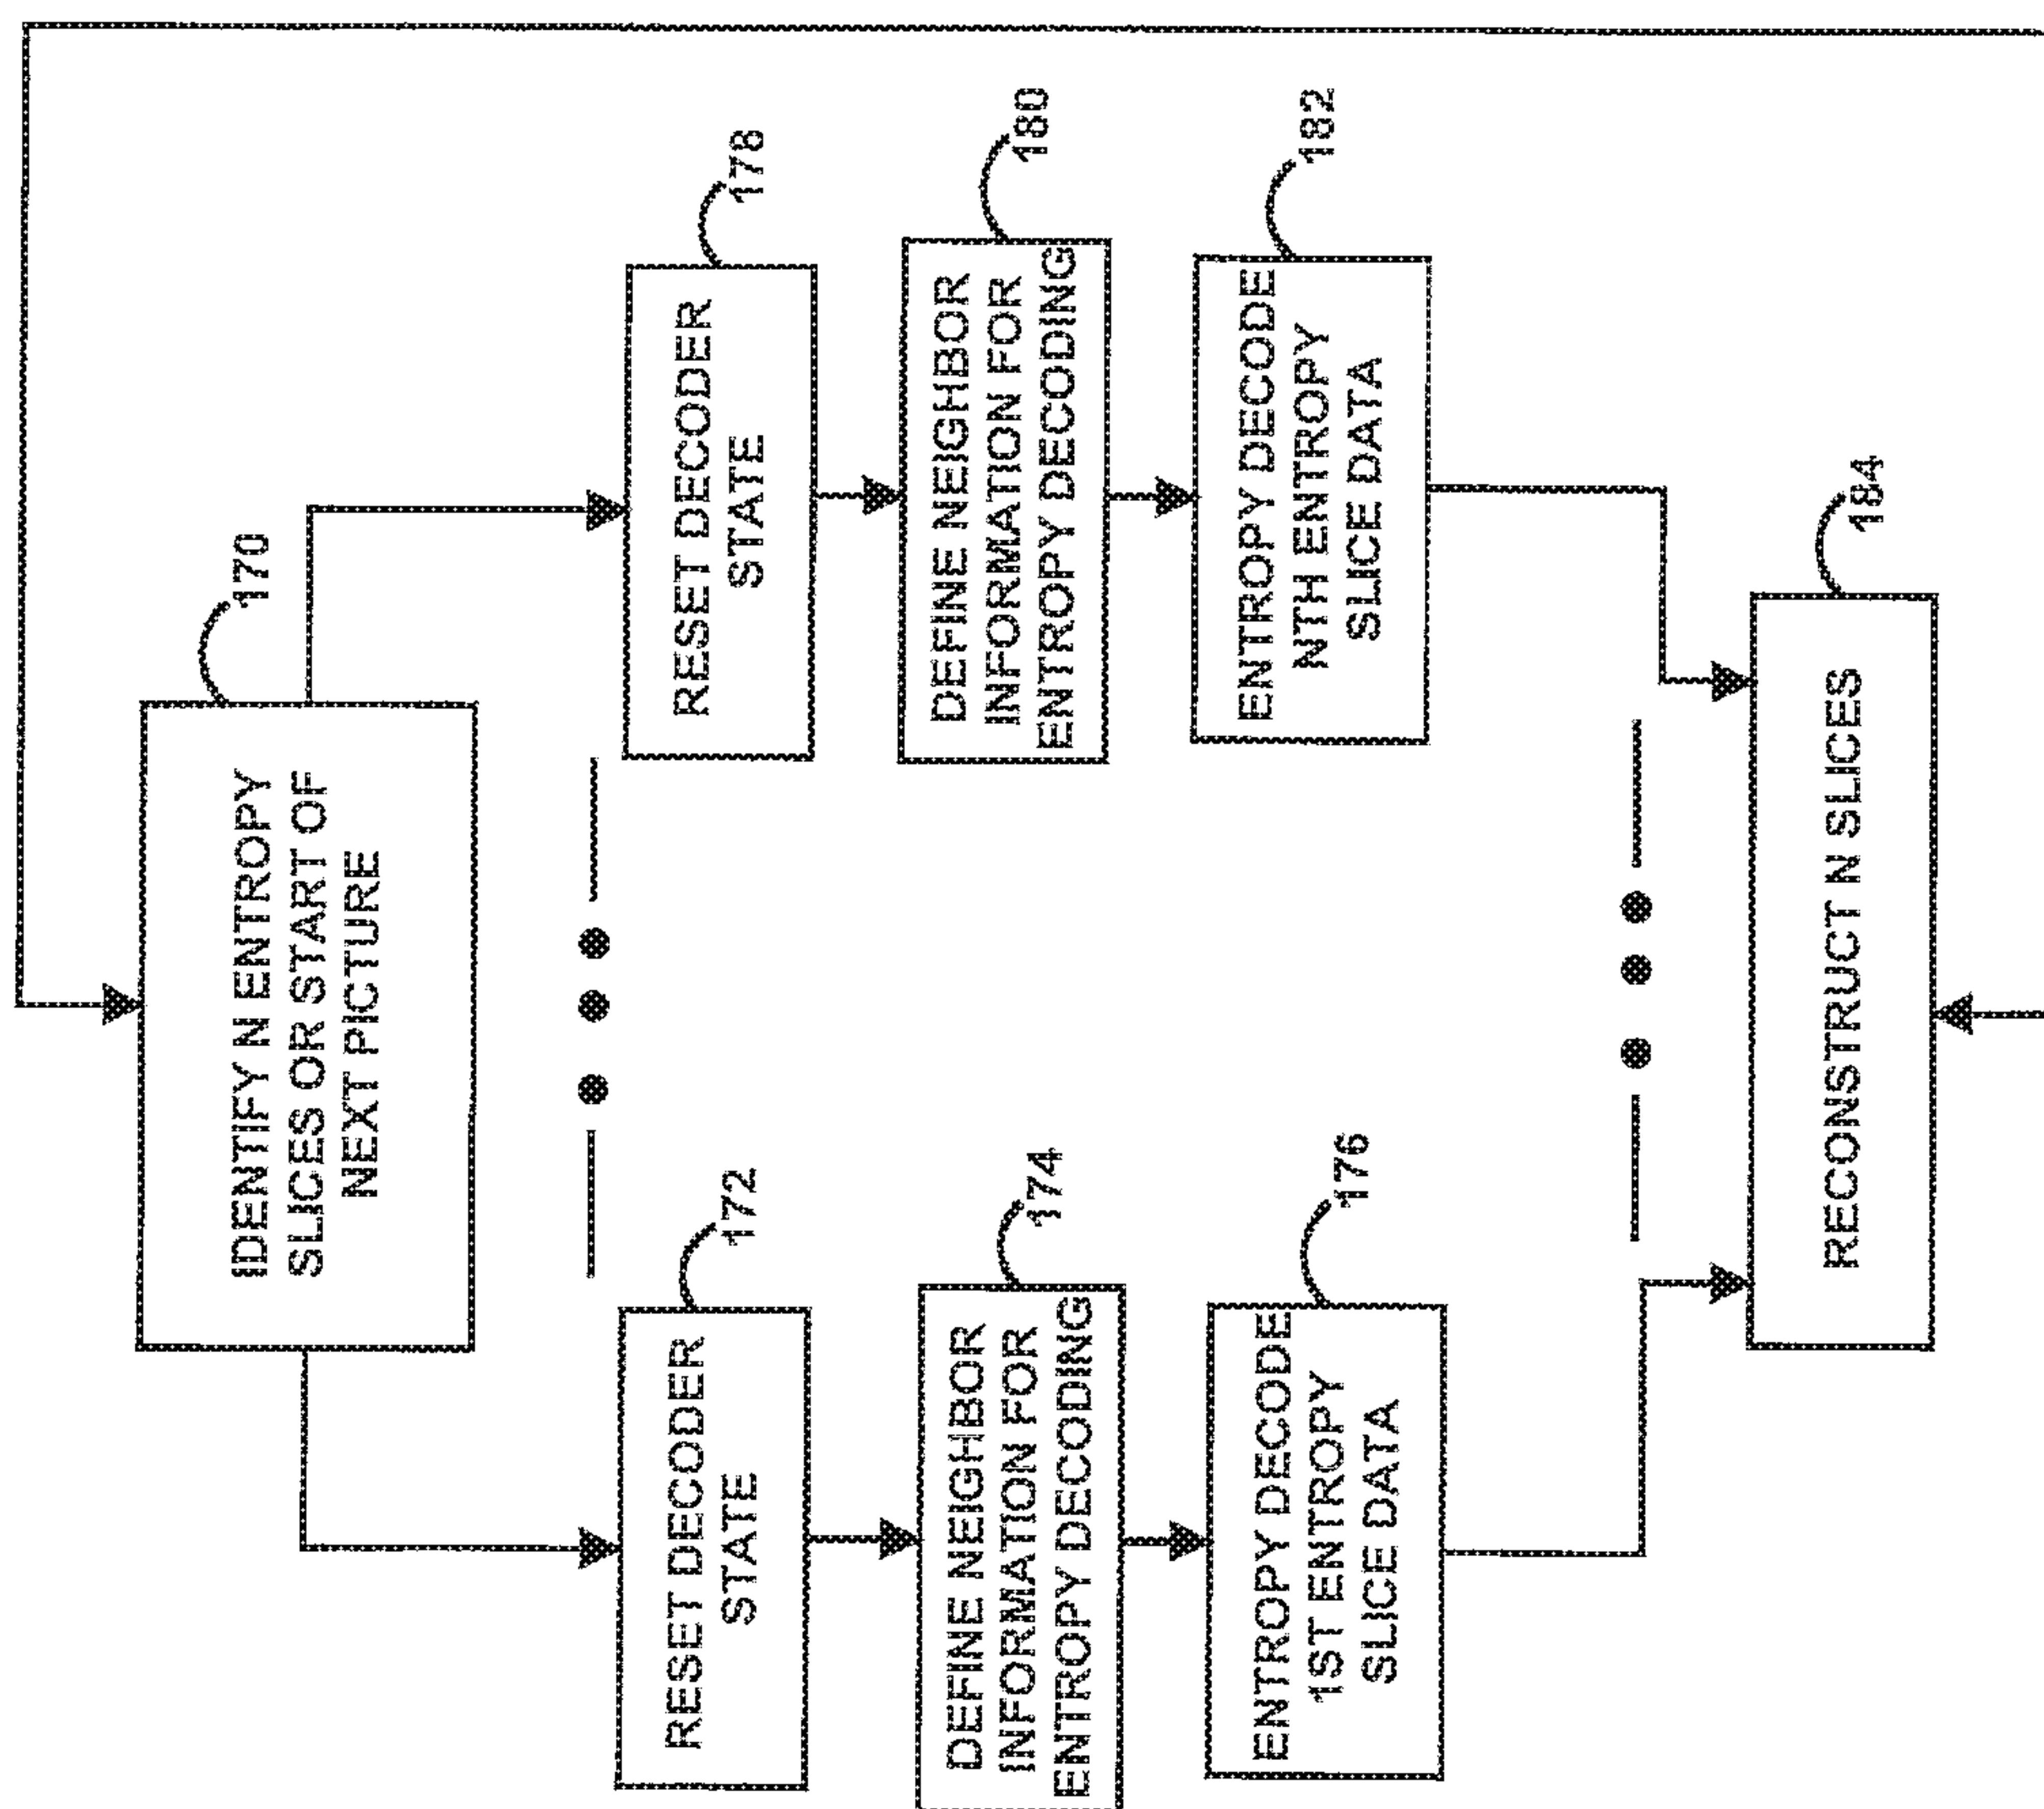 170
IDENTIFY N ENTROPY
SLICES OR START OF
NEXT PICTURE
172
RESET DECODER
STATE
174
DEFINE NEIGHBOR
INFORMATION FOR
ENTROPY DECODING
176
ENTROPY DECODE
1ST ENTROPY
SLICE DATA
178
RESET DECODER
STATE
180
DEFINE NEIGHBOR
INFORMATION FOR
ENTROPY DECODING
182
ENTROPY DECODE
NTH ENTROPY
SLICE DATA
184
RECONSTRUCT N SLICES